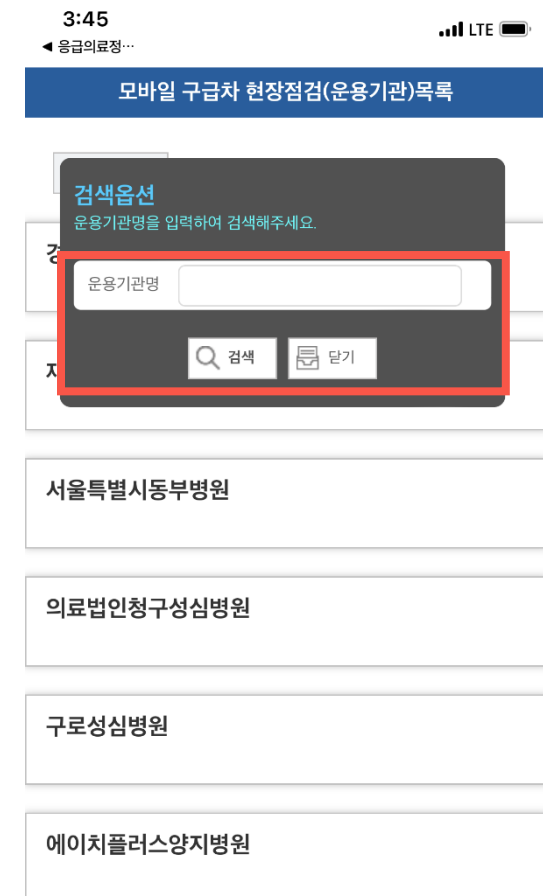 3:45
LTE
◀ 응급의료정…
모바일 구급차 현장점검(운용기관)목록
검색옵션
운용기관명을 입력하여 검색해주세요.
운용기관명
검색 닫기
서울특별시동부병원
의료법인청구성심병원
구로성심병원
에이치플러스양지병원